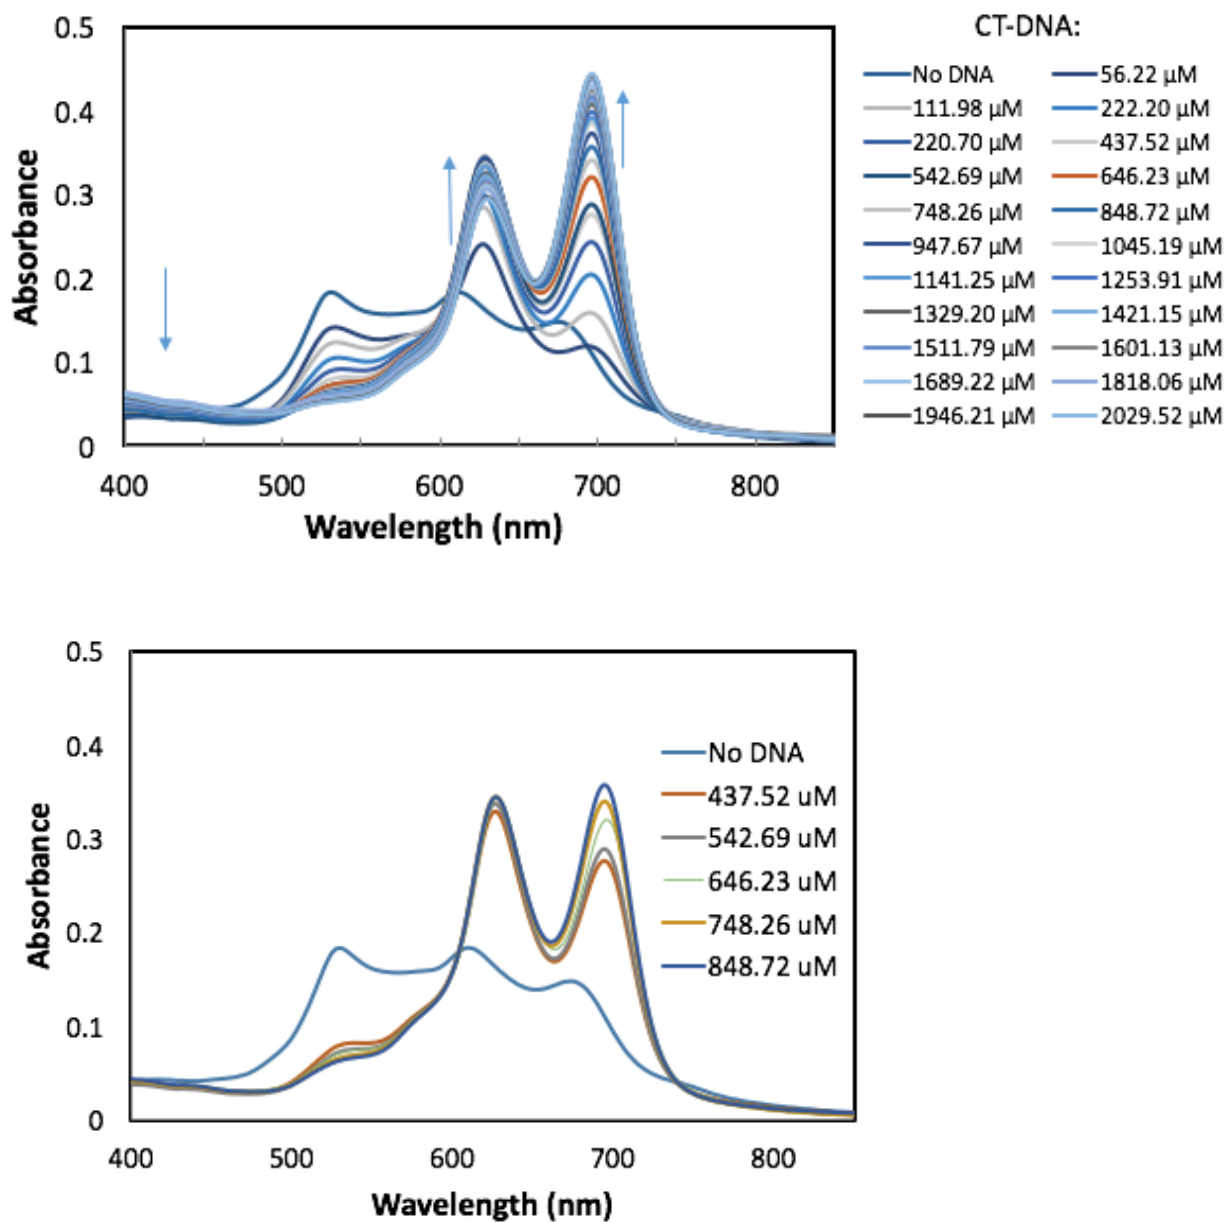 CT-DNA:
No DNA 56.22 µM
111.98 µM 222.20 µM
220.70 µM 437.52 µM
542.69 µM 646.23 µM
748.26 µM 848.72 µM
947.67 µM 1045.19 µM
1141.25 µM 1253.91 µM
1329.20 µM 1421.15 µM
1511.79 µM 1601.13 µM
1689.22 µM 1818.06 µM
1946.21 µM 2029.52 µM
Absorbance
0.5
0.4
0.3
0.2
0.1
0
400 500 600 700 800
Wavelength (nm)
Absorbance
0.5
0.4
0.3
0.2
0.1
0
No DNA
437.52 uM
542.69 uM
646.23 uM
748.26 uM
848.72 uM
400 500 600 700 800
Wavelength (nm)